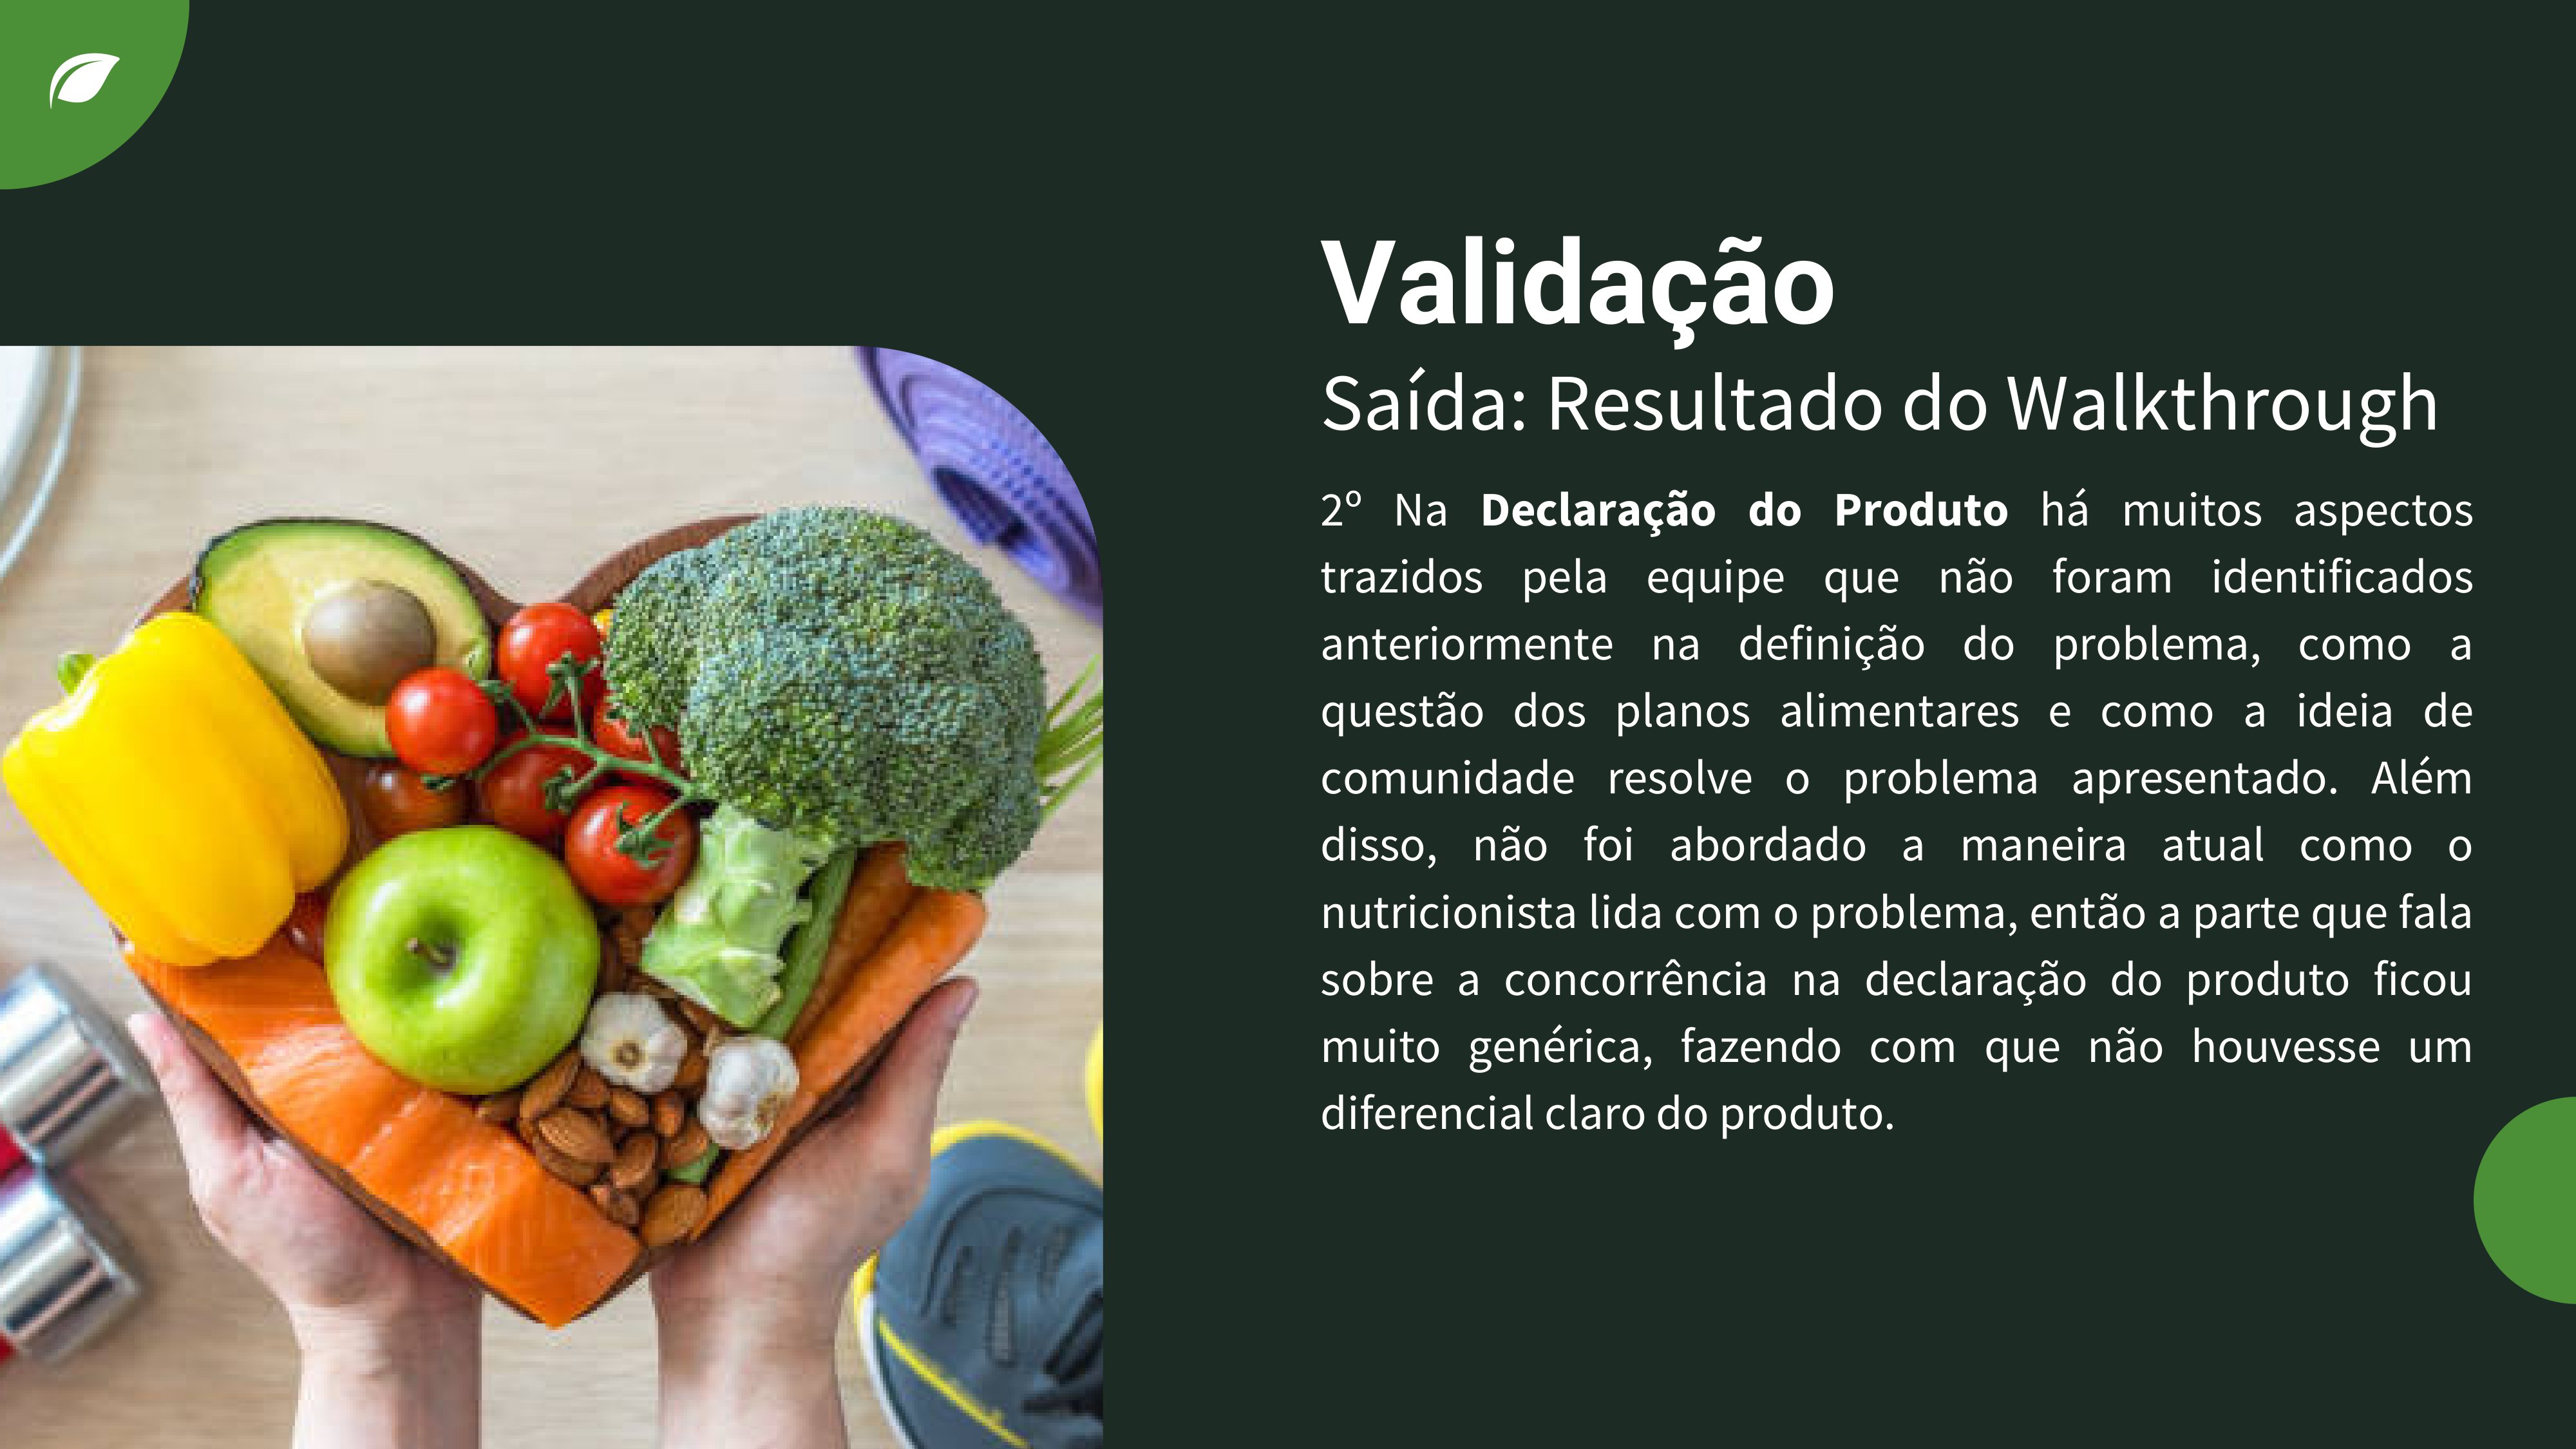 Validação
Saída: Resultado do Walkthrough
2º Na Declaração do Produto há muitos aspectos
trazidos pela equipe que não foram identificados
anteriormente na definição do problema, como a
questão dos planos alimentares e como a ideia de
comunidade resolve o problema apresentado. Além
disso, não foi abordado a maneira atual como o
nutricionista lida com o problema, então a parte que fala
sobre a concorrência na declaração do produto ficou
muito genérica, fazendo com que não houvesse um
diferencial claro do produto.